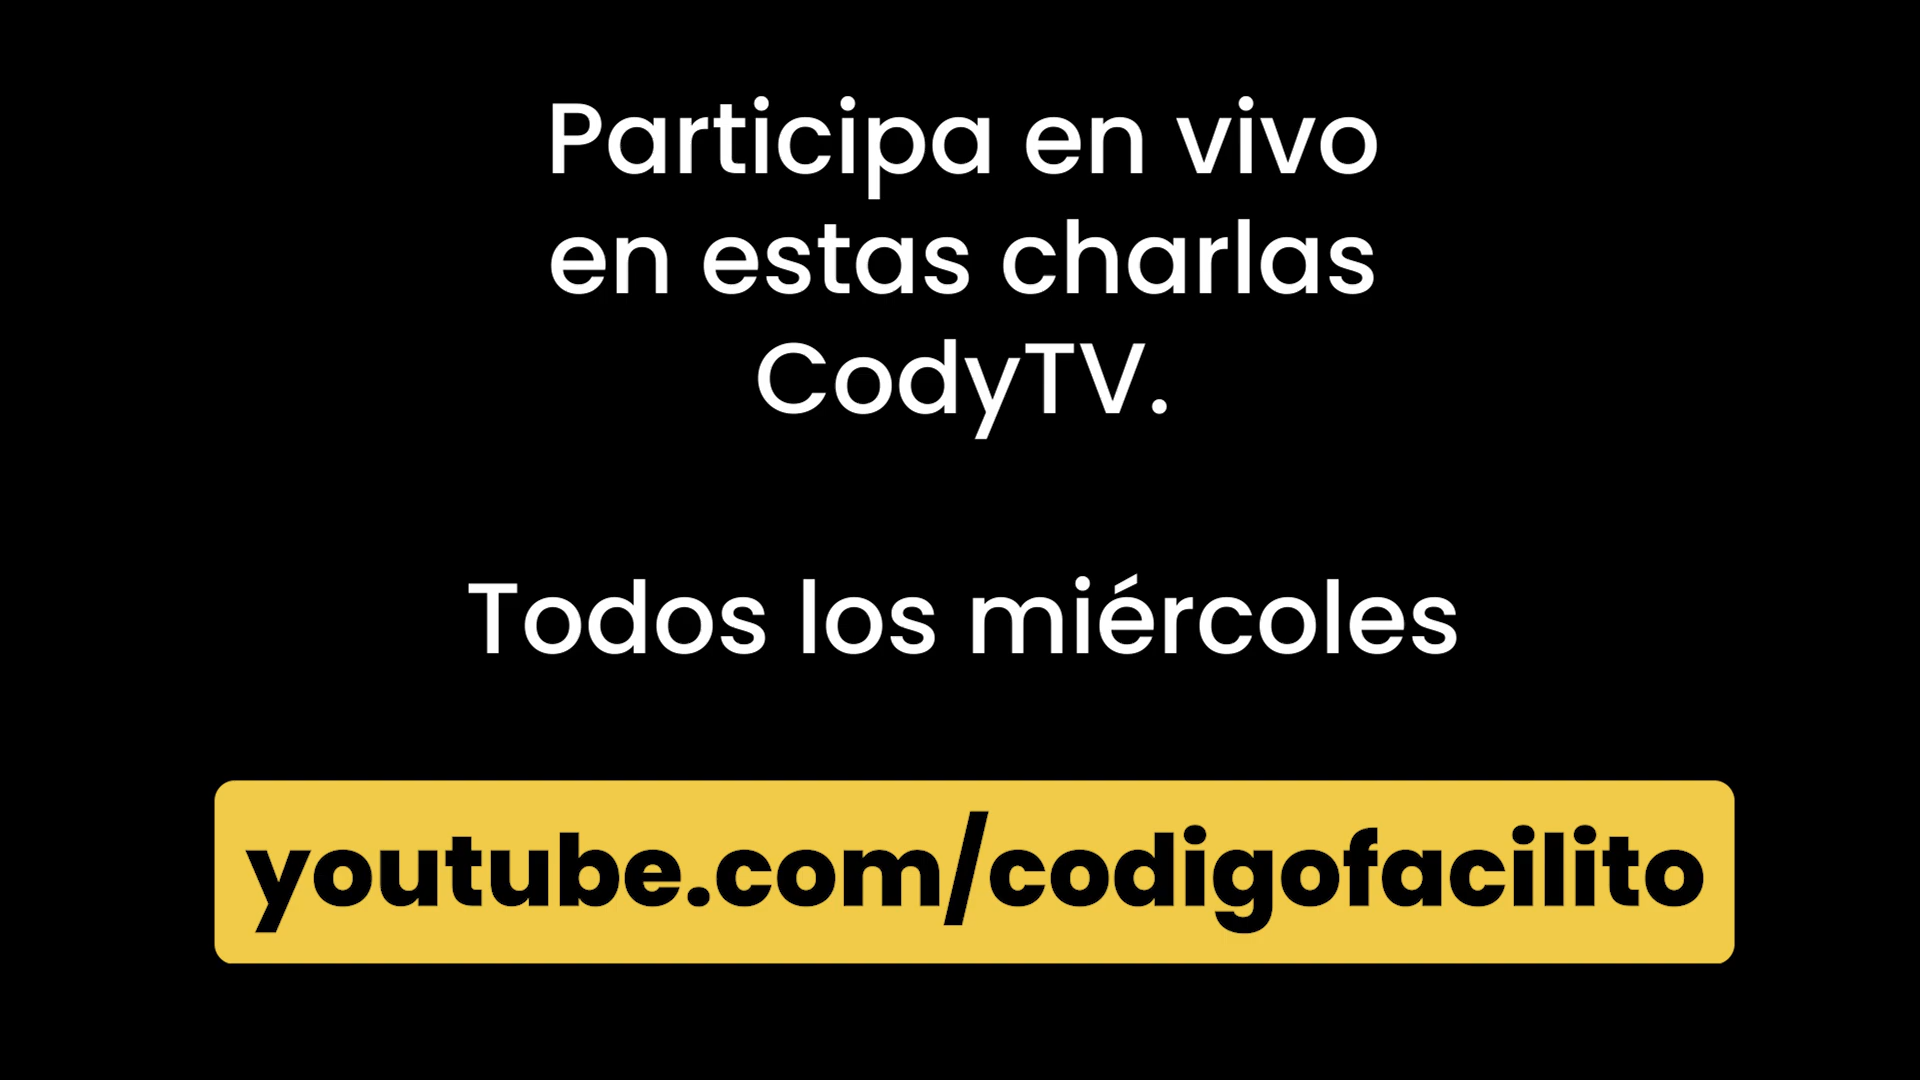 Participa en vivo
en estas charlas
CodyTV.
Todos los miércoles
youtube.com/codigofacilito